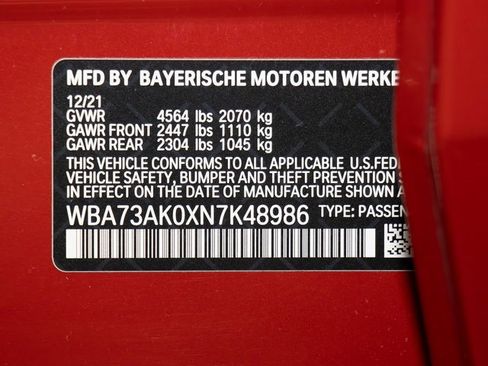 MFD BY BAYERISCHE MOTOREN WERKE
12/21
GVWR 4564 lbs 2070 kg
GAWR FRONT 2447 lbs 1110 kg
GAWR REAR 2304 lbs 1045 kg
THIS VEHICLE CONFORMS TO ALL APPLICABLE U.S.FED
VEHICLE SAFETY, BUMPER AND THEFT PREVENTION S
IN EFFECT ON THE DATE OF MANUFACTURE SHOWN A
WBA73AK0XN7K48986 TYPE: PASSEN